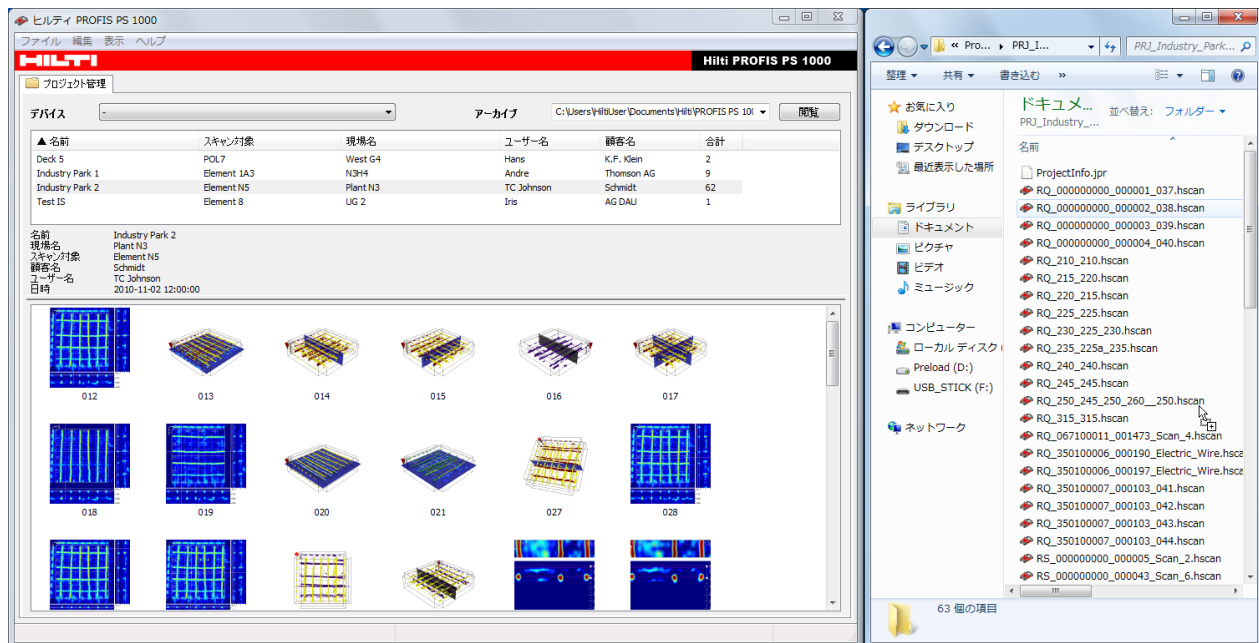 ヒルティ PROFIS PS 1000
ファイル 編集 表示 ヘルプ
HILTI
Hilti PROFIS PS 1000
プロジェクト管理
デバイス - アーカイブ C:\Users\HiltiUser\Documents\Hilti\PROFIS PS 10( 閲覧
▲ 名前 スキャン対象 現場名 ユーザー名 顧客名 合計
Deck 5 POL7 West G4 Hans K.F. Klein 2
Industry Park 1 Element 1A3 N3H4 Andre Thomson AG 9
Industry Park 2 Element N5 Plant N3 TC Johnson Schmidt 62
Test IS Element 8 UG 2 Iris AG DAU 1
名前 Industry Park 2
現場名 Plant N3
スキャン対象 Element N5
顧客名 Schmidt
ユーザー名 TC Johnson
日時 2010-11-02 12:00:00
012 013 014 015 016 017
018 019 020 021 027 028
« Pro... PRJ_I... PRJ_Industry_Park...
整理 共有 書き込む »
お気に入り
ダウンロード
デスクトップ
最近表示した場所
ライブラリ
ドキュメント
ピクチャ
ビデオ
ミュージック
コンピューター
ローカル ディスク (
Preload (D:)
USB_STICK (F:)
ネットワーク
ドキュメ... 並べ替え: フォルダー
PRJ_Industry_...
名前
ProjectInfo.jpr
RQ_000000000_000001_037.hscan
RQ_000000000_000002_038.hscan
RQ_000000000_000003_039.hscan
RQ_000000000_000004_040.hscan
RQ_210_210.hscan
RQ_215_220.hscan
RQ_220_215.hscan
RQ_225_225.hscan
RQ_230_225_230.hscan
RQ_235_225a_235.hscan
RQ_240_240.hscan
RQ_245_245.hscan
RQ_250_245_250_260__250.hscan
RQ_315_315.hscan
RQ_067100011_001473_Scan_4.hscan
RQ_350100006_000190_Electric_Wire.hsca
RQ_350100006_000197_Electric_Wire.hsca
RQ_350100007_000103_041.hscan
RQ_350100007_000103_042.hscan
RQ_350100007_000103_043.hscan
RQ_350100007_000103_044.hscan
RS_000000000_000005_Scan_2.hscan
RS_000000000_000043_Scan_6.hscan
63 個の項目